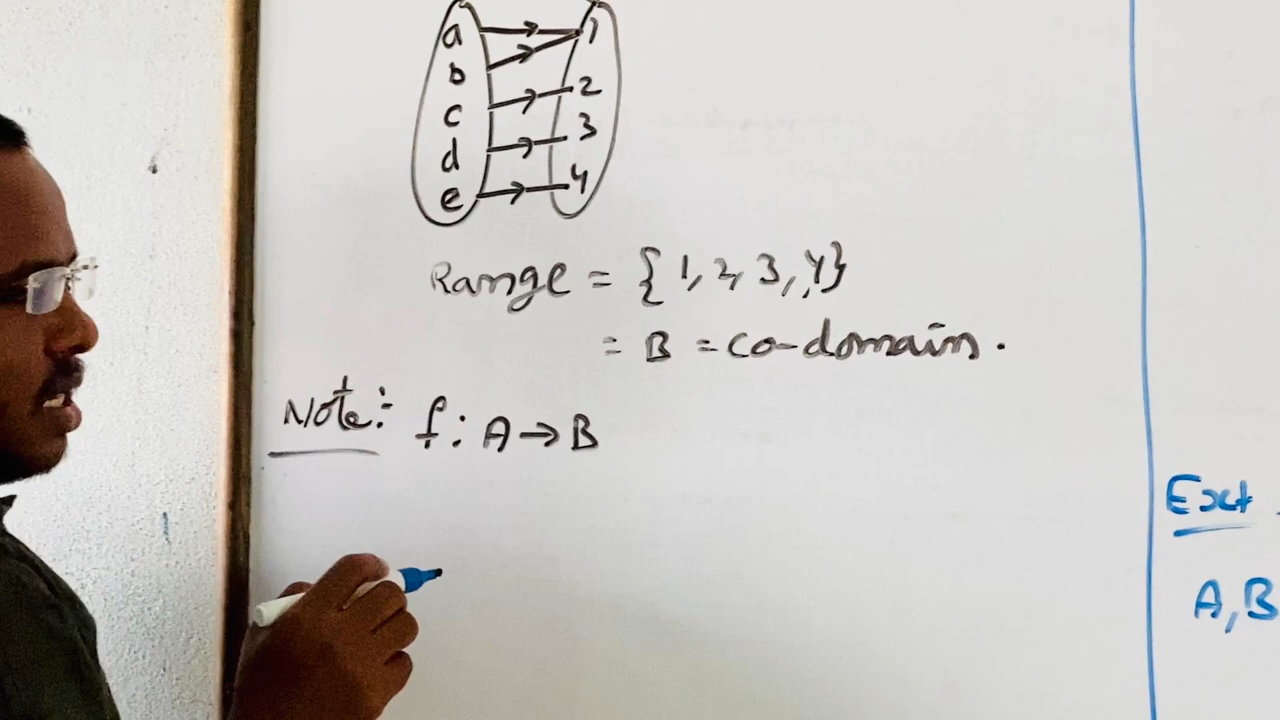 a 1
b
c 2
d 3
e 4
Range = { 1, 2, 3, 4}
= B = co-domain.
Note:- f: A → B
Ext
A, B